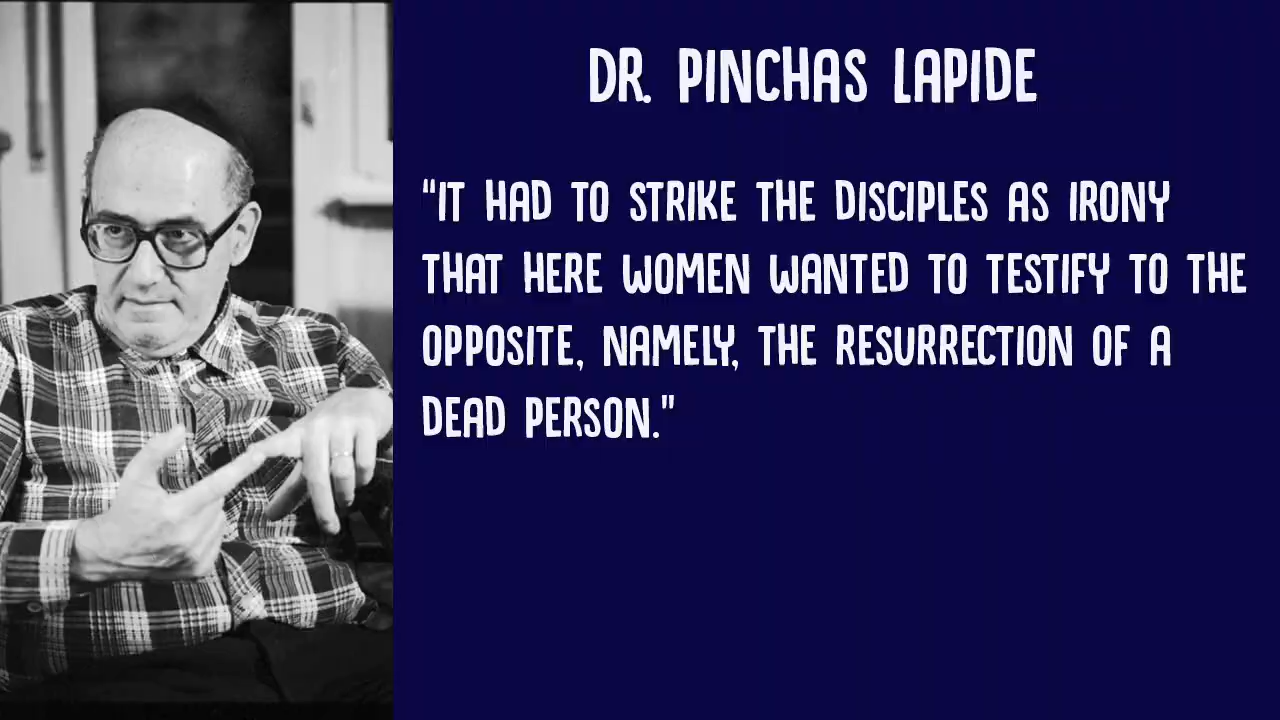 DR. PINCHAS LAPIDE
"IT HAD TO STRIKE THE DISCIPLES AS IRONY
THAT HERE WOMEN WANTED TO TESTIFY TO THE
OPPOSITE, NAMELY, THE RESURRECTION OF A
DEAD PERSON."